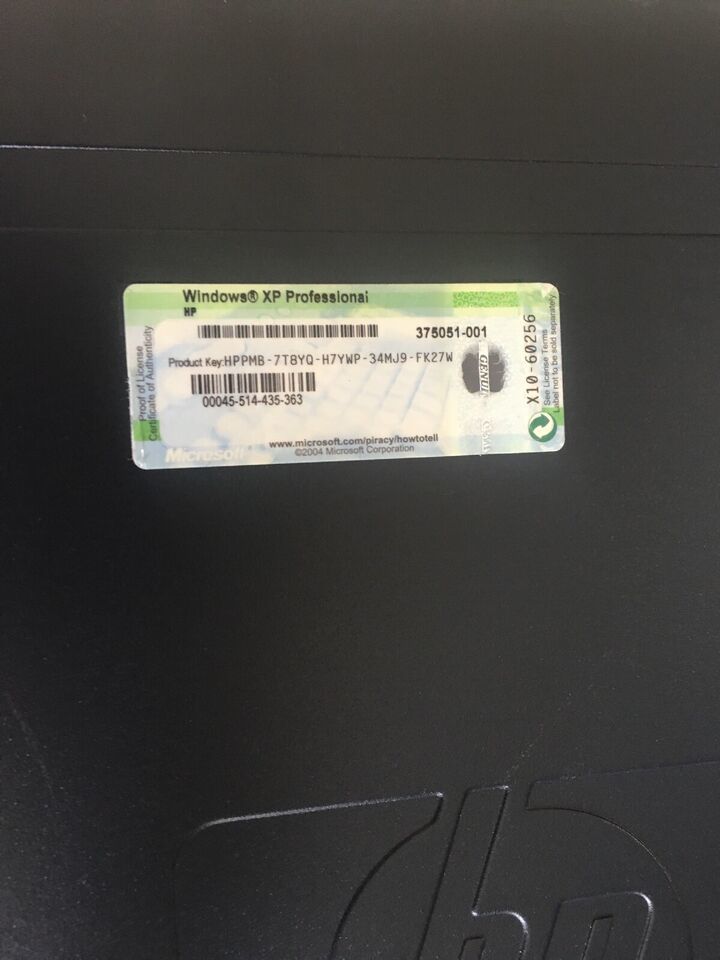 Windows® XP Professional
HP
375051-001
Product Key:HPPMB-7T8YQ-H7YWP-34MJ9-FK27W
00045-514-435-363
www.microsoft.com/piracy/howtotell
©2004 Microsoft Corporation
Microsoft
Proof of License
Certificate of Authenticity
GENUIN
X10-60256
See License Terms
Label not to be sold separately
hp